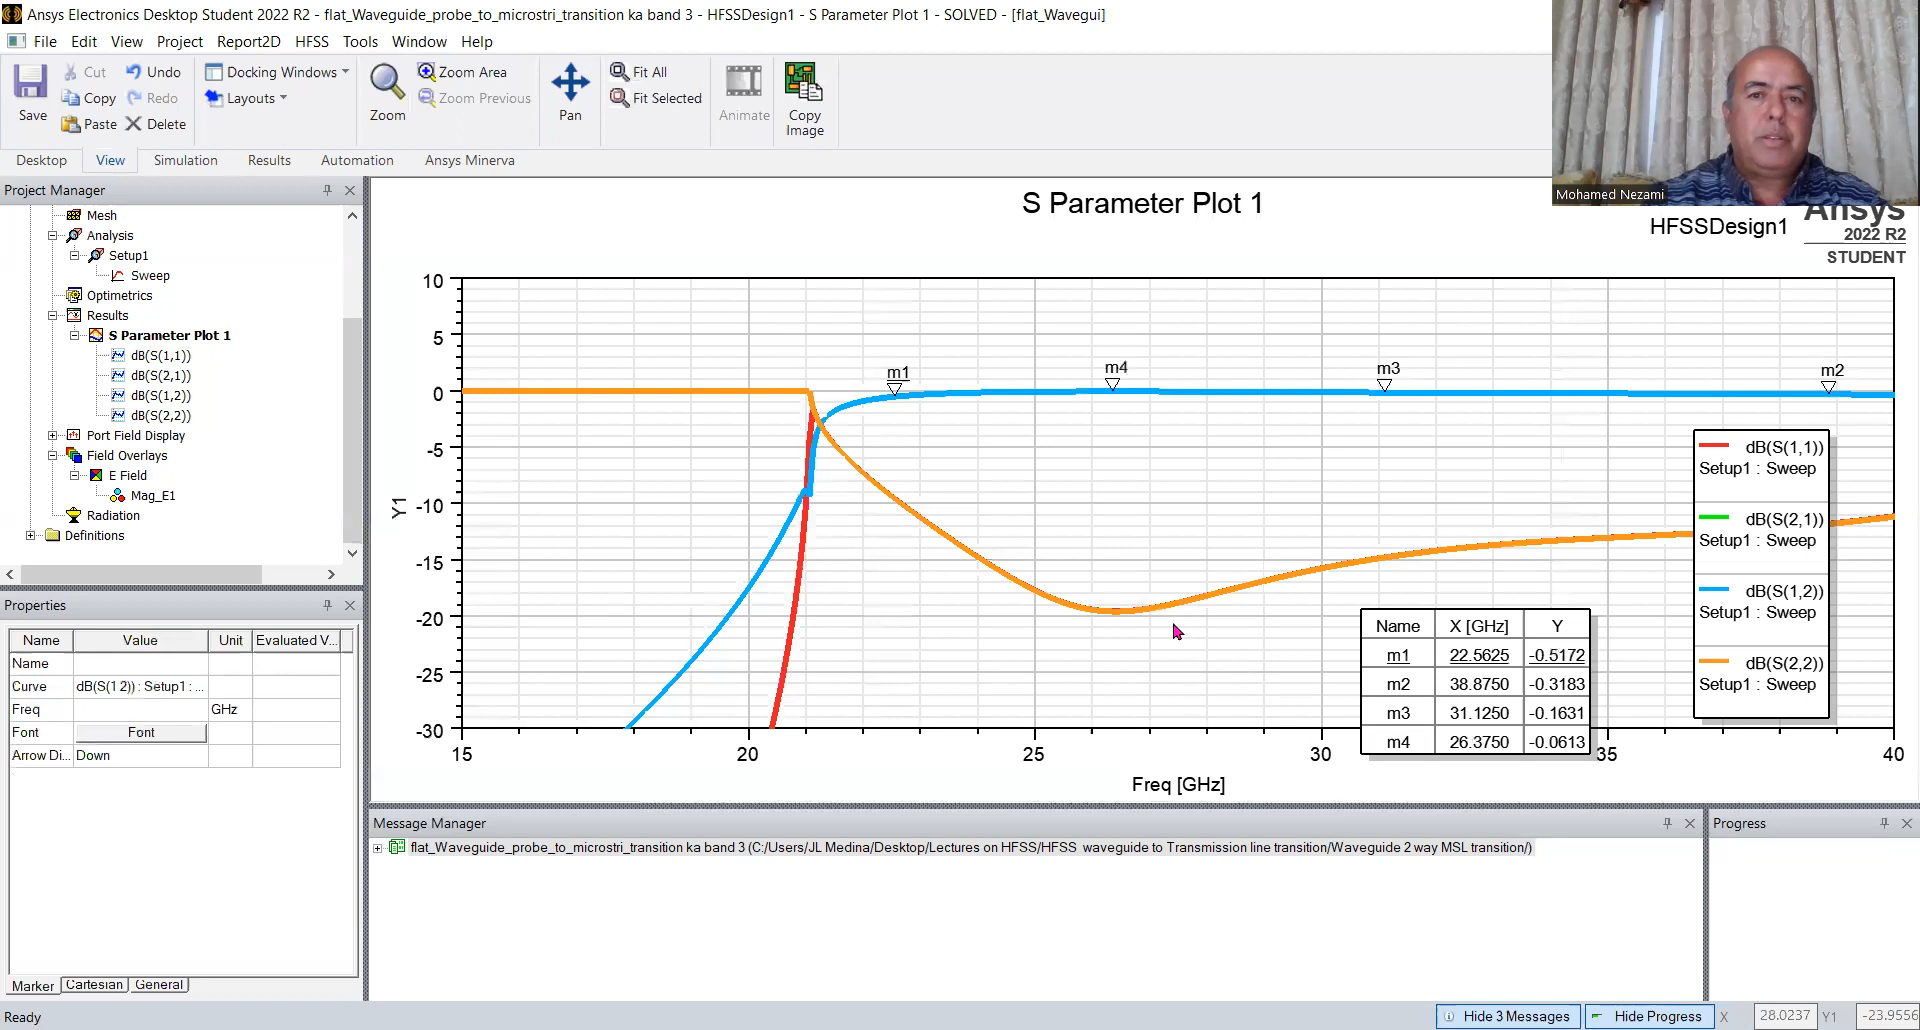 Ansys Electronics Desktop Student 2022 R2 - flat_Waveguide_probe_to_microstri_transition ka band 3 - HFSSDesign1 - S Parameter Plot 1 - SOLVED - [flat_Wavegui]
File Edit View Project Report2D HFSS Tools Window Help
Save
Cut Undo
Copy Redo
Paste Delete
Docking Windows
Layouts
Zoom
Zoom Area
Zoom Previous
Pan
Fit All
Fit Selected
Animate
Copy
Image
Desktop View Simulation Results Automation Ansys Minerva
Mohamed Nezami
Project Manager
Mesh
Analysis
Setup1
Sweep
Optimetrics
Results
S Parameter Plot 1
dB(S(1,1))
dB(S(2,1))
dB(S(1,2))
dB(S(2,2))
Port Field Display
Field Overlays
E Field
Mag_E1
Radiation
Definitions
Properties
Name Value Unit Evaluated V...
Name
Curve dB(S(1 2)) : Setup1 : ...
Freq GHz
Font Font
Arrow Di... Down
Marker Cartesian General
S Parameter Plot 1
HFSSDesign1
Ansys
2022 R2
STUDENT
10
5
0
-5
-10
-15
-20
-25
-30
Y1
m1 m4 m3 m2
dB(S(1,1))
Setup1 : Sweep
dB(S(2,1))
Setup1 : Sweep
dB(S(1,2))
Setup1 : Sweep
dB(S(2,2))
Setup1 : Sweep
Name X [GHz] Y
m1 22.5625 -0.5172
m2 38.8750 -0.3183
m3 31.1250 -0.1631
m4 26.3750 -0.0613
15 20 25 30 35 40
Freq [GHz]
Message Manager
flat_Waveguide_probe_to_microstri_transition ka band 3 (C:/Users/JL Medina/Desktop/Lectures on HFSS/HFSS waveguide to Transmission line transition/Waveguide 2 way MSL transition/)
Progress
Ready
Hide 3 Messages Hide Progress X 28.0237 Y1 -23.9556